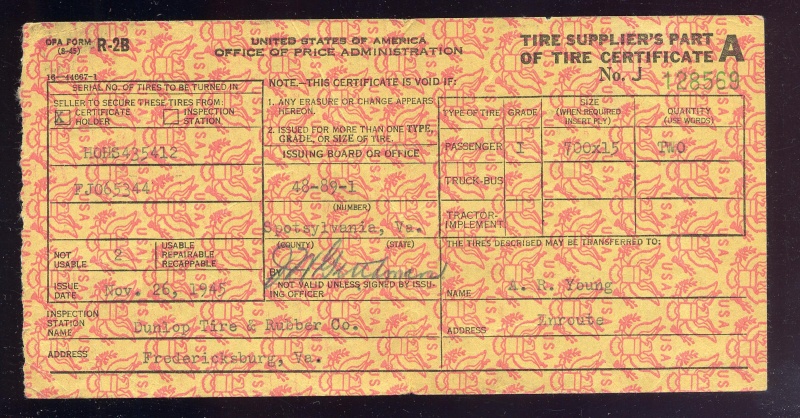 OPA FORM R-2B
(8-45)
UNITED STATES OF AMERICA
OFFICE OF PRICE ADMINISTRATION
TIRE SUPPLIER'S PART
OF TIRE CERTIFICATE A
No. J 128569
16-44667-1
SERIAL NO. OF TIRES TO BE TURNED IN
SELLER TO SECURE THESE TIRES FROM:
X CERTIFICATE HOLDER
INSPECTION STATION
HOH5435412
FJ065344
NOT USABLE
2
USABLE
REPAIRABLE
RECAPPABLE
ISSUE DATE
Nov. 26, 1945
NOTE.—THIS CERTIFICATE IS VOID IF:
1. ANY ERASURE OR CHANGE APPEARS
HEREON.
2. ISSUED FOR MORE THAN ONE TYPE,
GRADE, OR SIZE OF TIRE.
ISSUING BOARD OR OFFICE
48-89-1
(NUMBER)
Spotsylvania, Va.
(COUNTY) (STATE)
BY
(NOT VALID UNLESS SIGNED BY ISSU-
ING OFFICER
TYPE OF TIRE GRADE SIZE (WHEN REQUIRED INSERT PLY) QUANTITY (USE WORDS)
PASSENGER I 700x15 TWO
TRUCK-BUS
TRACTOR-
IMPLEMENT
THE TIRES DESCRIBED MAY BE TRANSFERRED TO:
A. R. Young
NAME
Enroute
ADDRESS
INSPECTION
STATION
NAME
Dunlop Tire & Rubber Co.
ADDRESS
Fredericksburg, Va.